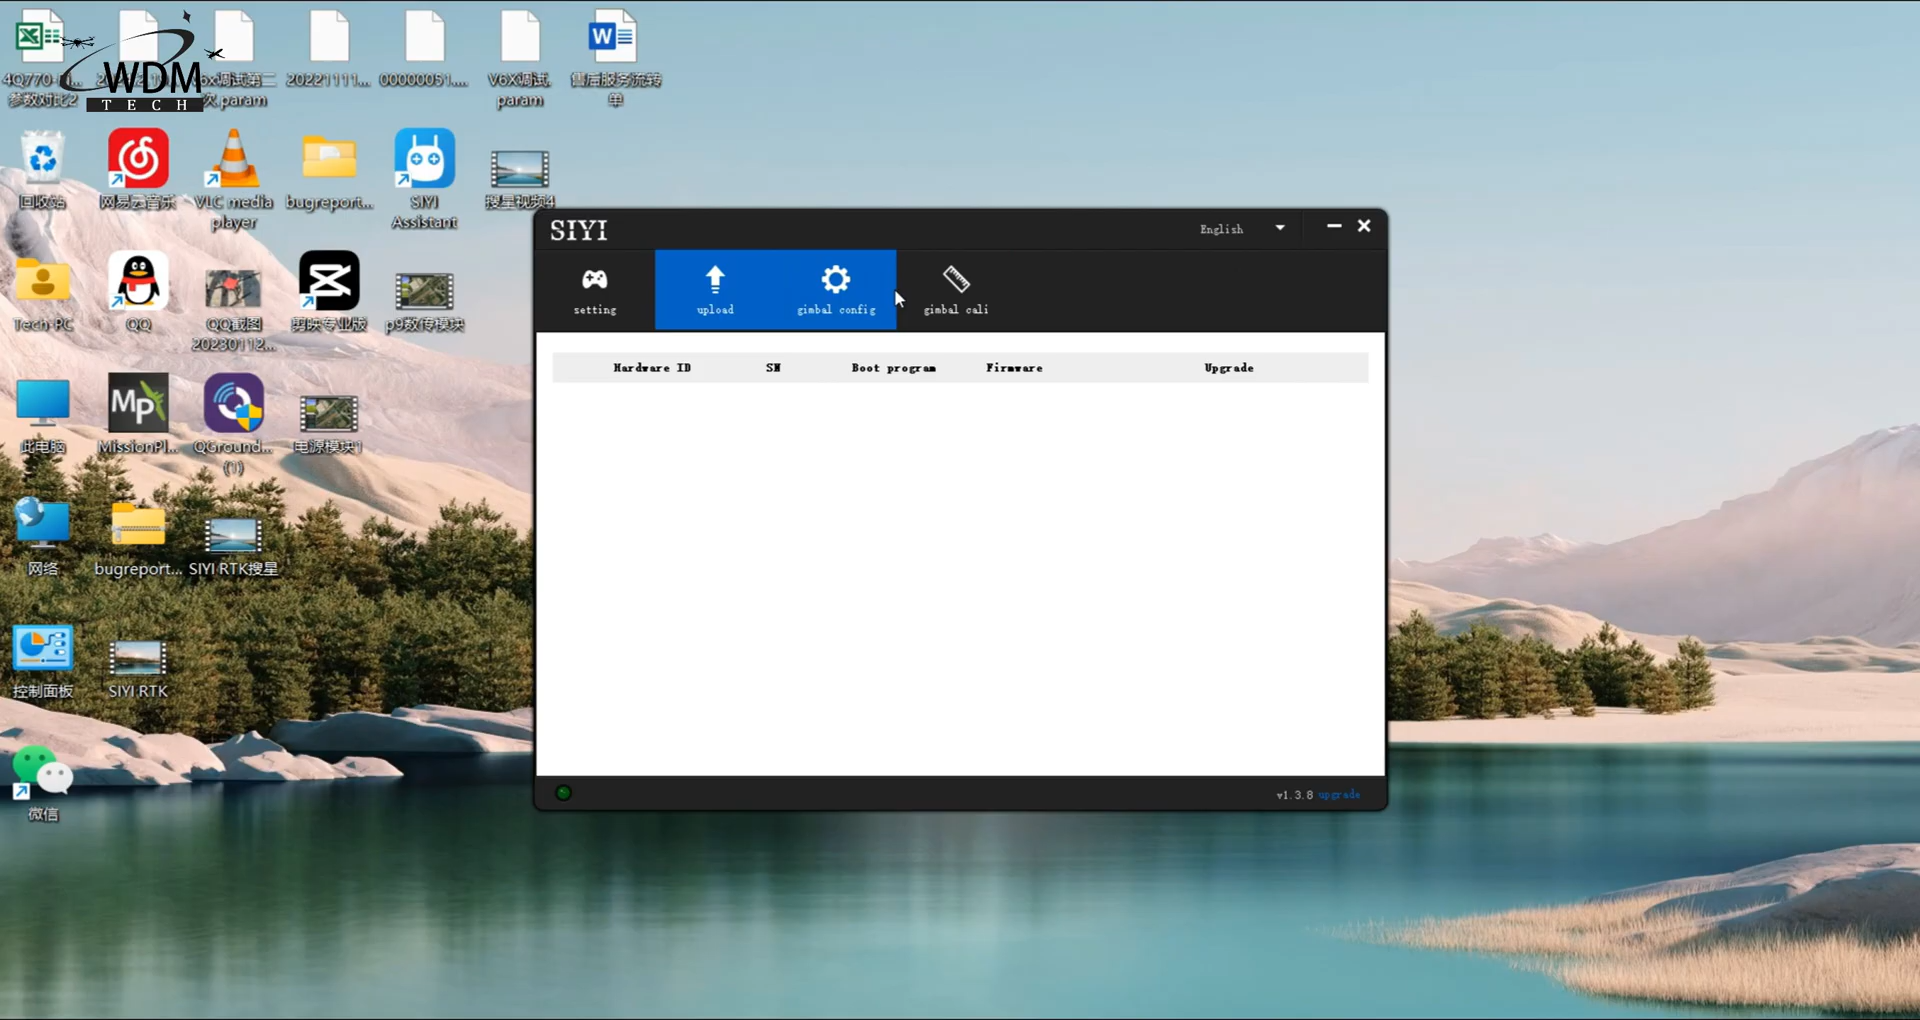 WDM
TECH
参数对比2
次.param
20221111...
00000051....
V6X调试.
param
售后服务流转
单
回收站
网易云音乐
VLC media
player
bugreport...
SIYI
Assistant
搜星视频4
Tech-PC
QQ
QQ截图
20230112...
剪映专业版
p9数传模块
此电脑
MissionPl...
QGround...
(1)
电源模块1
网络
bugreport...
SIYI RTK搜星
控制面板
SIYI RTK
微信
SIYI
English
setting
upload
gimbal config
gimbal cali
Hardware ID SN Boot program Firmware Upgrade
v1.3.8 upgrade